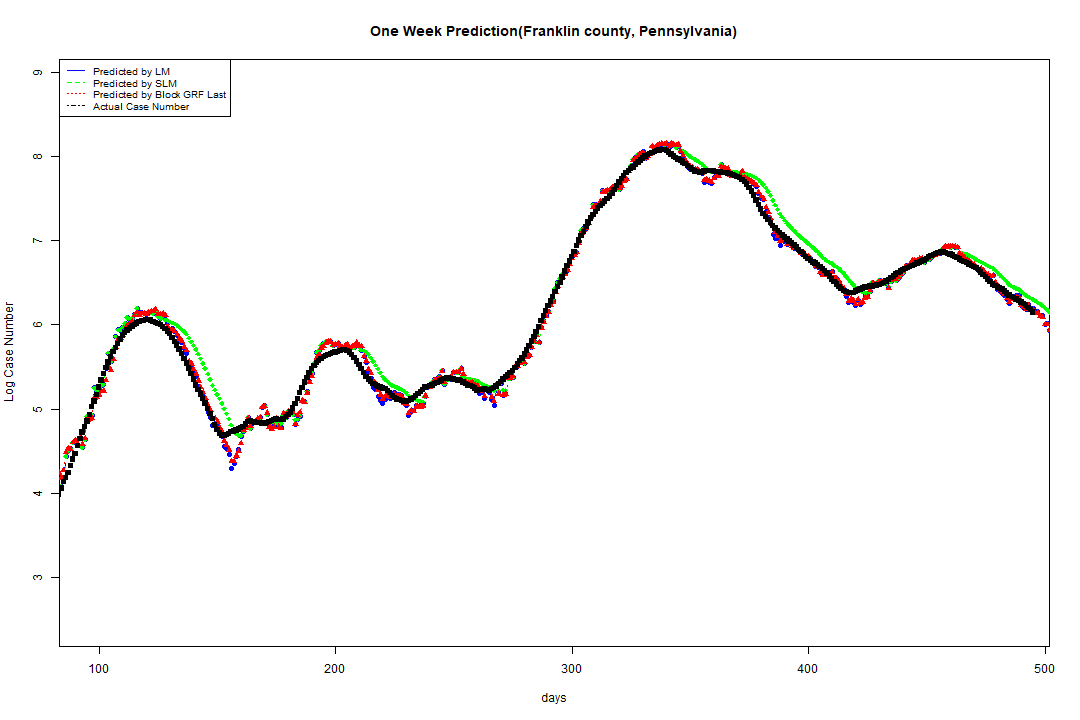 One Week Prediction(Franklin county, Pennsylvania)
Predicted by LM
Predicted by SLM
Predicted by Block GRF Last
Actual Case Number
9
8
7
6
5
4
3
Log Case Number
100 200 300 400 500
days